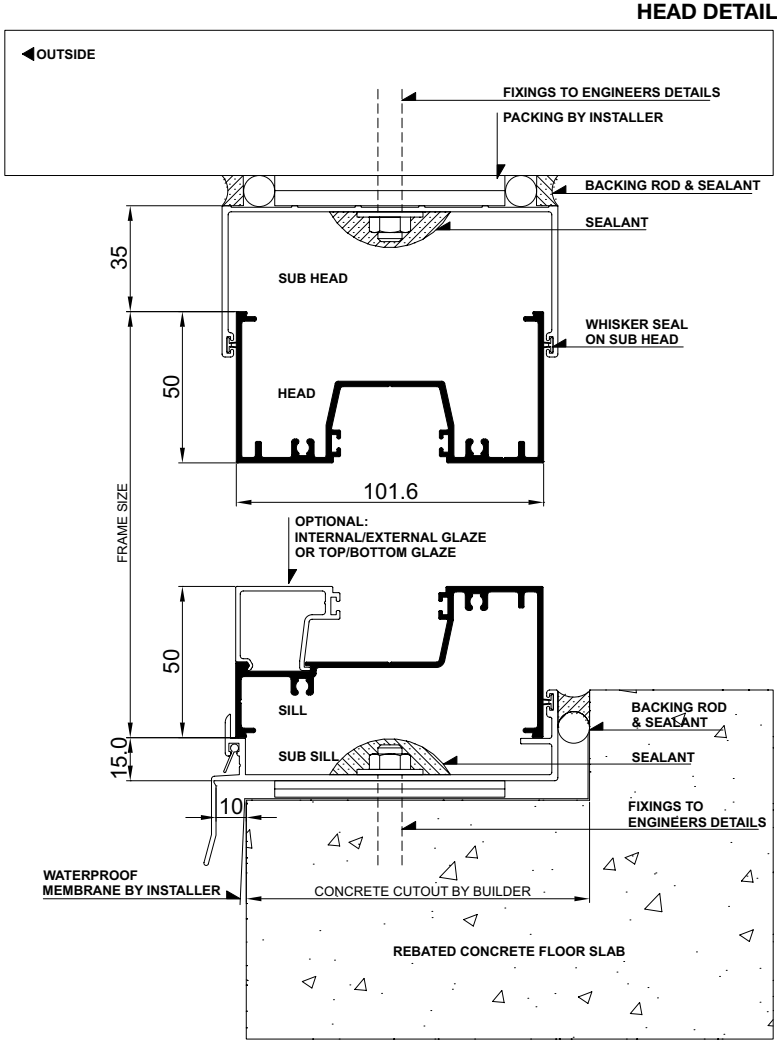 HEAD DETAIL
OUTSIDE
FIXINGS TO ENGINEERS DETAILS
PACKING BY INSTALLER
BACKING ROD & SEALANT
SEALANT
35
SUB HEAD
WHISKER SEAL
ON SUB HEAD
50
HEAD
101.6
FRAME SIZE
OPTIONAL:
INTERNAL/EXTERNAL GLAZE
OR TOP/BOTTOM GLAZE
50
SILL
BACKING ROD
& SEALANT
15.0
SUB SILL
SEALANT
10
FIXINGS TO
ENGINEERS DETAILS
WATERPROOF
MEMBRANE BY INSTALLER
CONCRETE CUTOUT BY BUILDER
REBATED CONCRETE FLOOR SLAB